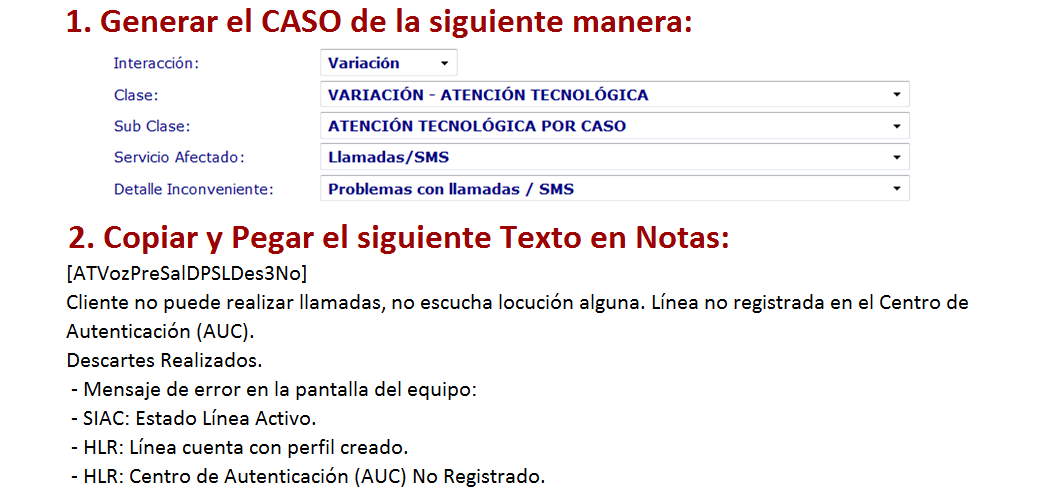 1. Generar el CASO de la siguiente manera:
Interacción: Variación
Clase: VARIACIÓN - ATENCIÓN TECNOLÓGICA
Sub Clase: ATENCIÓN TECNOLÓGICA POR CASO
Servicio Afectado: Llamadas/SMS
Detalle Inconveniente: Problemas con llamadas / SMS
2. Copiar y Pegar el siguiente Texto en Notas:
[ATVozPreSalDPSLDes3No]
Cliente no puede realizar llamadas, no escucha locución alguna. Línea no registrada en el Centro de
Autenticación (AUC).
Descartes Realizados.
- Mensaje de error en la pantalla del equipo:
- SIAC: Estado Línea Activo.
- HLR: Línea cuenta con perfil creado.
- HLR: Centro de Autenticación (AUC) No Registrado.